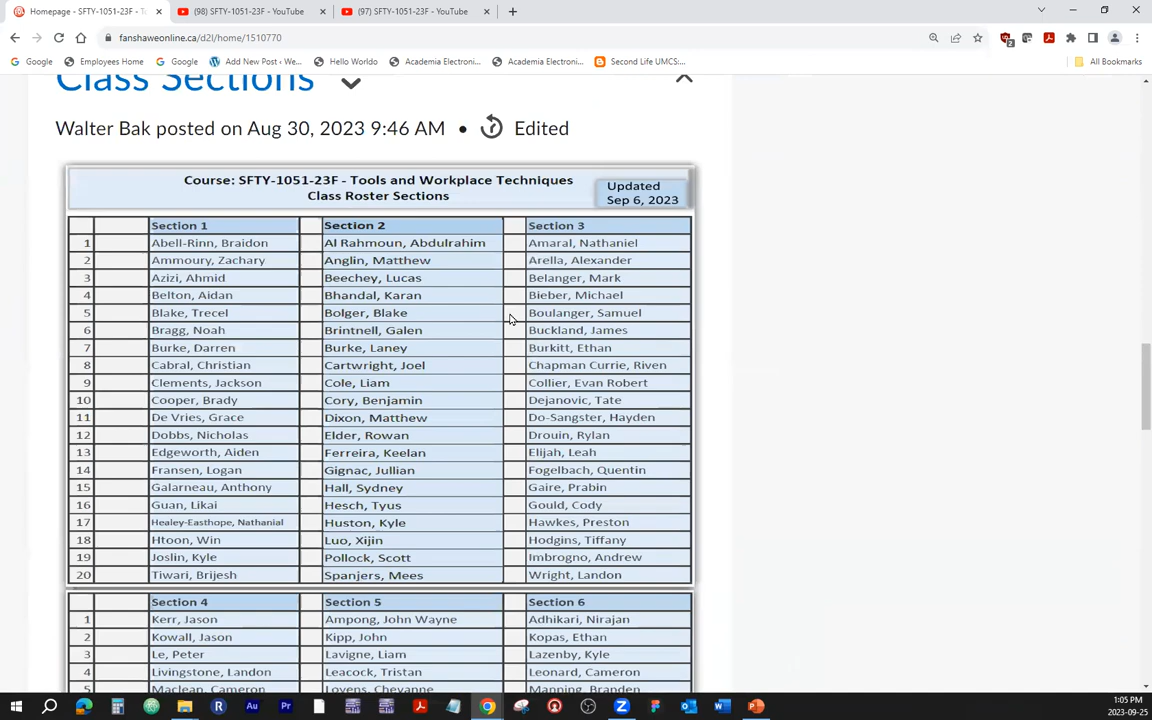 Homepage - SFTY-1051-23F - T
(98) SFTY-1051-23F - YouTube
(97) SFTY-1051-23F - YouTube
fanshaweonline.ca/d2l/home/1510770
Google
Employees Home
Google
Add New Post ‹ We...
Hello Worldo
Academia Electroni...
Academia Electroni...
Second Life UMCS:...
All Bookmarks
Class Sections
Walter Bak posted on Aug 30, 2023 9:46 AM • Edited
Course: SFTY-1051-23F - Tools and Workplace Techniques
Class Roster Sections
Updated
Sep 6, 2023
Section 1 Section 2 Section 3
1 Abell-Rinn, Braidon Al Rahmoun, Abdulrahim Amaral, Nathaniel
2 Ammoury, Zachary Anglin, Matthew Arella, Alexander
3 Azizi, Ahmid Beechey, Lucas Belanger, Mark
4 Belton, Aidan Bhandal, Karan Bieber, Michael
5 Blake, Trecel Bolger, Blake Boulanger, Samuel
6 Bragg, Noah Brintnell, Galen Buckland, James
7 Burke, Darren Burke, Laney Burkitt, Ethan
8 Cabral, Christian Cartwright, Joel Chapman Currie, Riven
9 Clements, Jackson Cole, Liam Collier, Evan Robert
10 Cooper, Brady Cory, Benjamin Dejanovic, Tate
11 De Vries, Grace Dixon, Matthew Do-Sangster, Hayden
12 Dobbs, Nicholas Elder, Rowan Drouin, Rylan
13 Edgeworth, Aiden Ferreira, Keelan Elijah, Leah
14 Fransen, Logan Gignac, Jullian Fogelbach, Quentin
15 Galarneau, Anthony Hall, Sydney Gaire, Prabin
16 Guan, Likai Hesch, Tyus Gould, Cody
17 Healey-Easthope, Nathanial Huston, Kyle Hawkes, Preston
18 Htoon, Win Luo, Xijin Hodgins, Tiffany
19 Joslin, Kyle Pollock, Scott Imbrogno, Andrew
20 Tiwari, Brijesh Spanjers, Mees Wright, Landon
Section 4 Section 5 Section 6
1 Kerr, Jason Ampong, John Wayne Adhikari, Nirajan
2 Kowall, Jason Kipp, John Kopas, Ethan
3 Le, Peter Lavigne, Liam Lazenby, Kyle
4 Livingstone, Landon Leacock, Tristan Leonard, Cameron
5 Maclean, Cameron Lovens, Cheyanne Manning, Branden
1:05 PM
2023-09-25